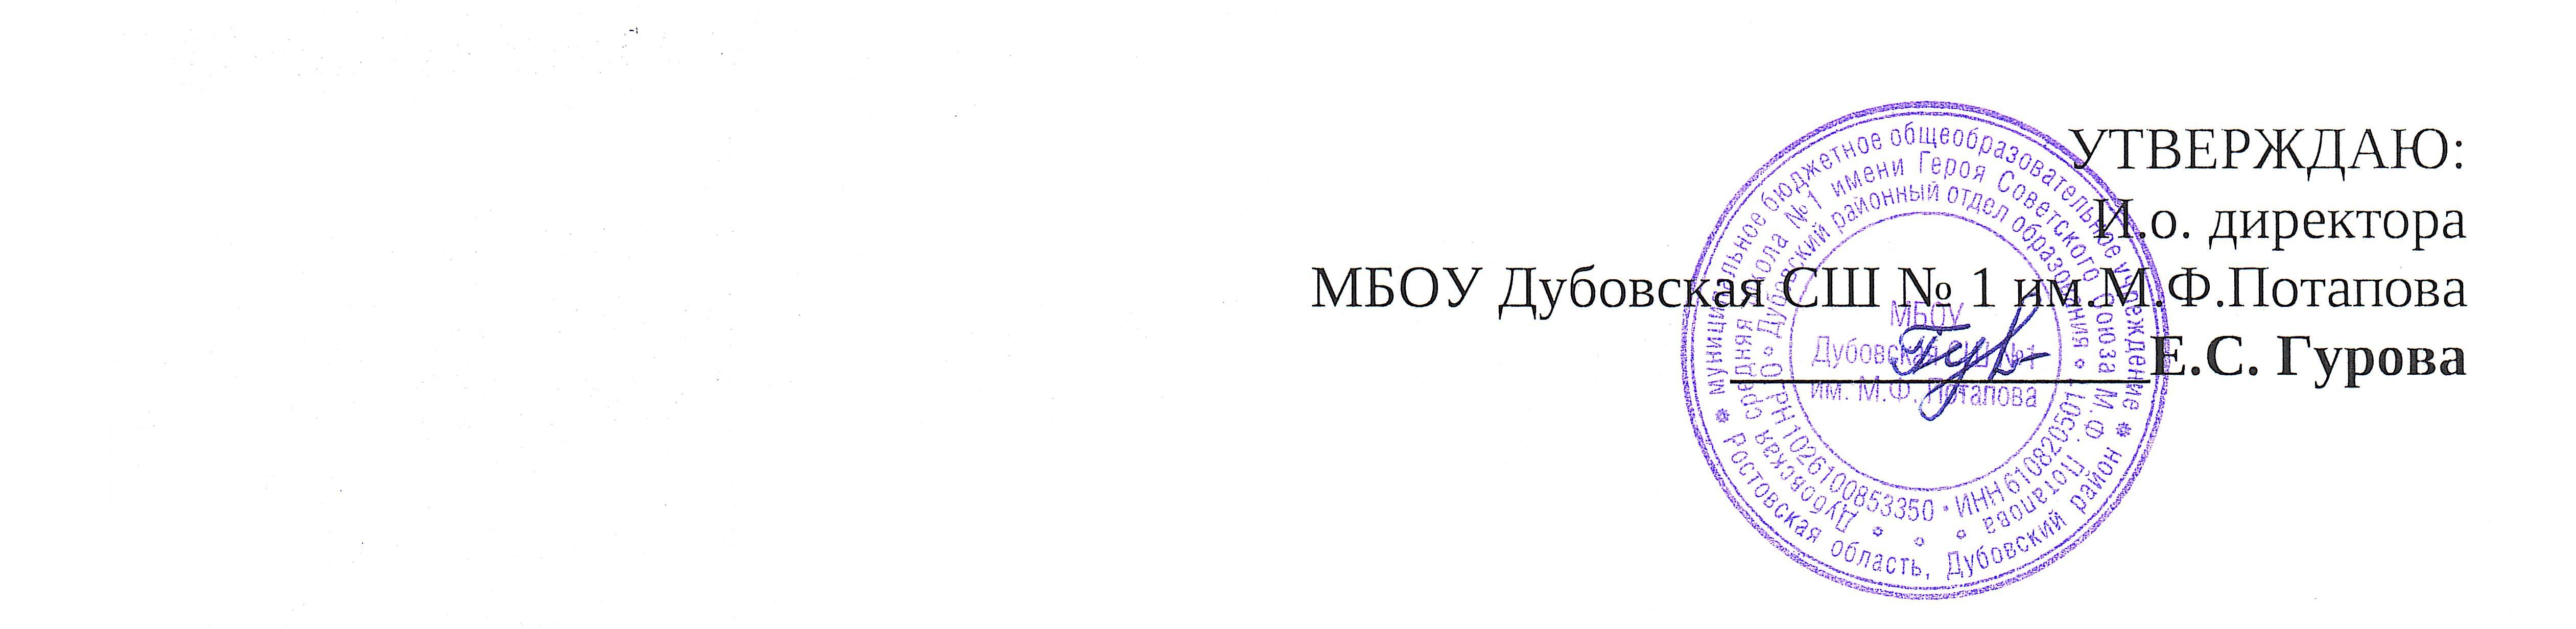 УТВЕРЖДАЮ:
И.о. директора
МБОУ Дубовская СШ № 1 им.М.Ф.Потапова
Е.С. Гурова
муниципальное бюджетное общеобразовательное учреждение
Ростовская область, Дубовский район
Дубовская средняя школа №1 имени Героя Советского Союза М.Ф. Потапова
Дубовский районный отдел образования
ОГРН 1026100853350 · ИНН 6108205011
МБОУ
Дубовская СШ №1
им. М.Ф. Потапова